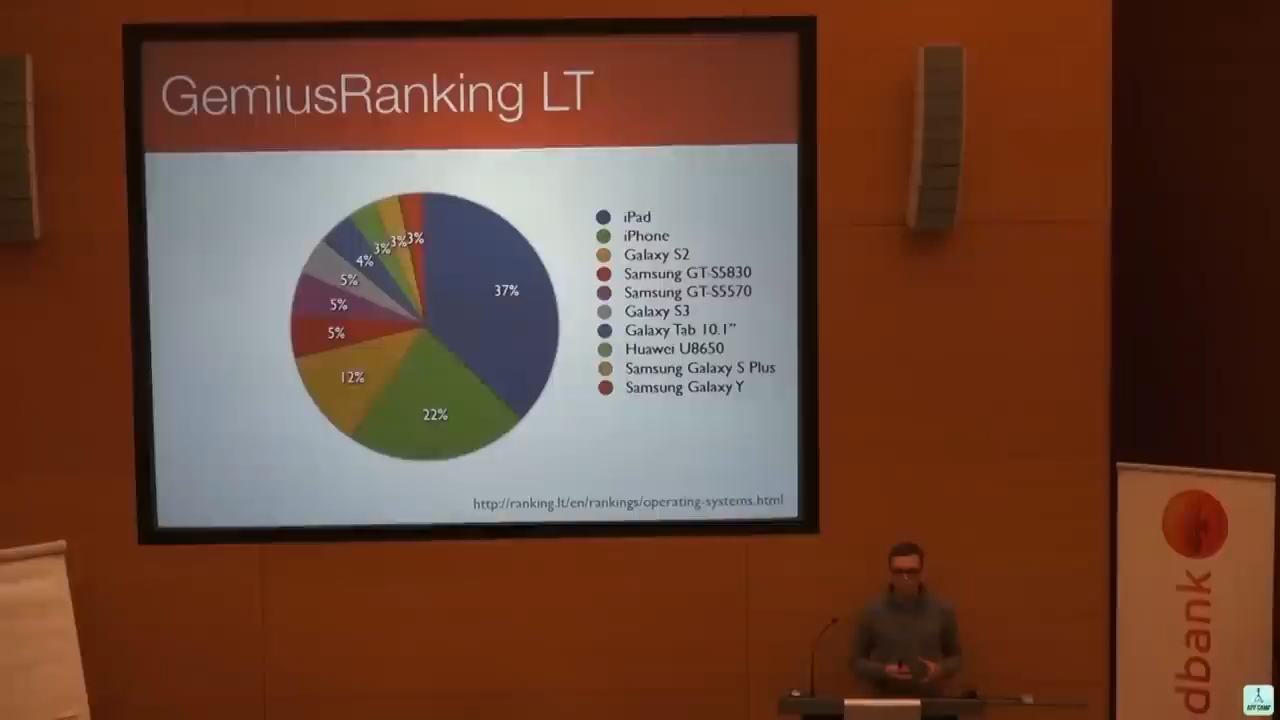 GemiusRanking LT
37%
22%
12%
5%
5%
5%
4%
3%
3%
3%
iPad
iPhone
Galaxy S2
Samsung GT-S5830
Samsung GT-S5570
Galaxy S3
Galaxy Tab 10.1”
Huawei U8650
Samsung Galaxy S Plus
Samsung Galaxy Y
http://ranking.lt/en/rankings/operating-systems.html
dbank
APP CAMP